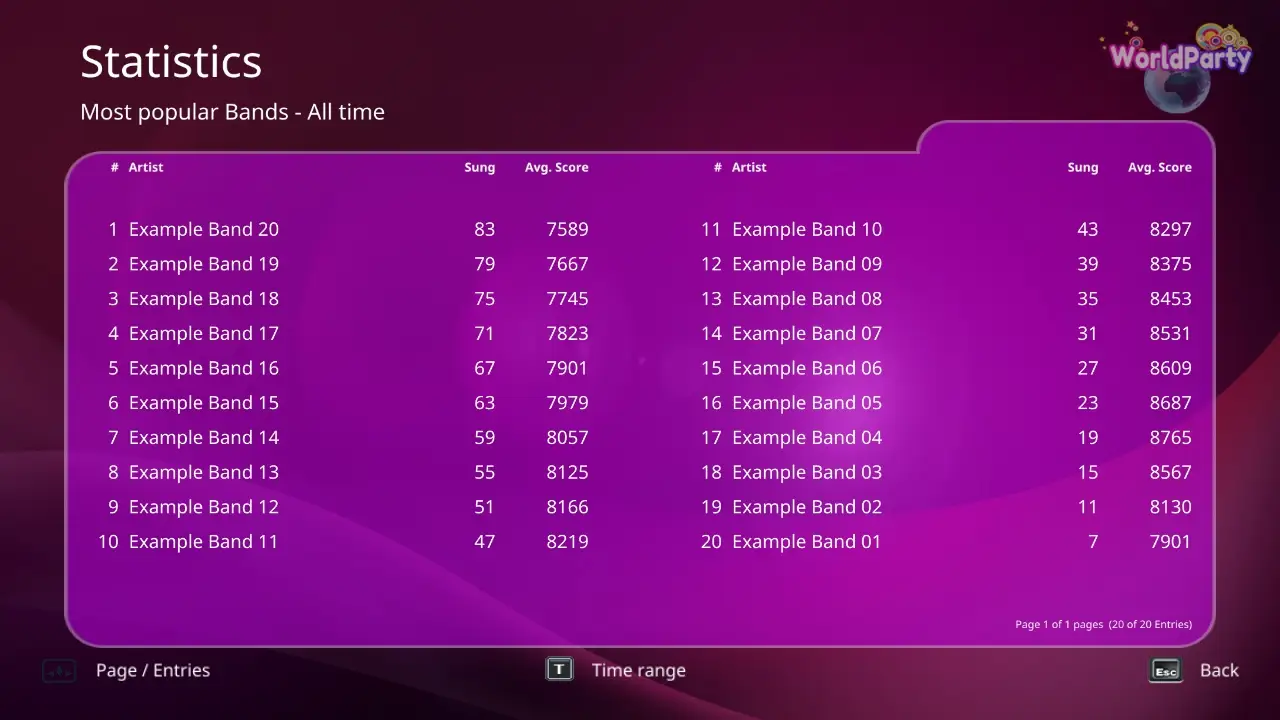 Statistics
WorldParty
Most popular Bands - All time
# Artist Sung Avg. Score # Artist Sung Avg. Score
1 Example Band 20 83 7589 11 Example Band 10 43 8297
2 Example Band 19 79 7667 12 Example Band 09 39 8375
3 Example Band 18 75 7745 13 Example Band 08 35 8453
4 Example Band 17 71 7823 14 Example Band 07 31 8531
5 Example Band 16 67 7901 15 Example Band 06 27 8609
6 Example Band 15 63 7979 16 Example Band 05 23 8687
7 Example Band 14 59 8057 17 Example Band 04 19 8765
8 Example Band 13 55 8125 18 Example Band 03 15 8567
9 Example Band 12 51 8166 19 Example Band 02 11 8130
10 Example Band 11 47 8219 20 Example Band 01 7 7901
Page 1 of 1 pages (20 of 20 Entries)
Page / Entries T Time range Esc Back